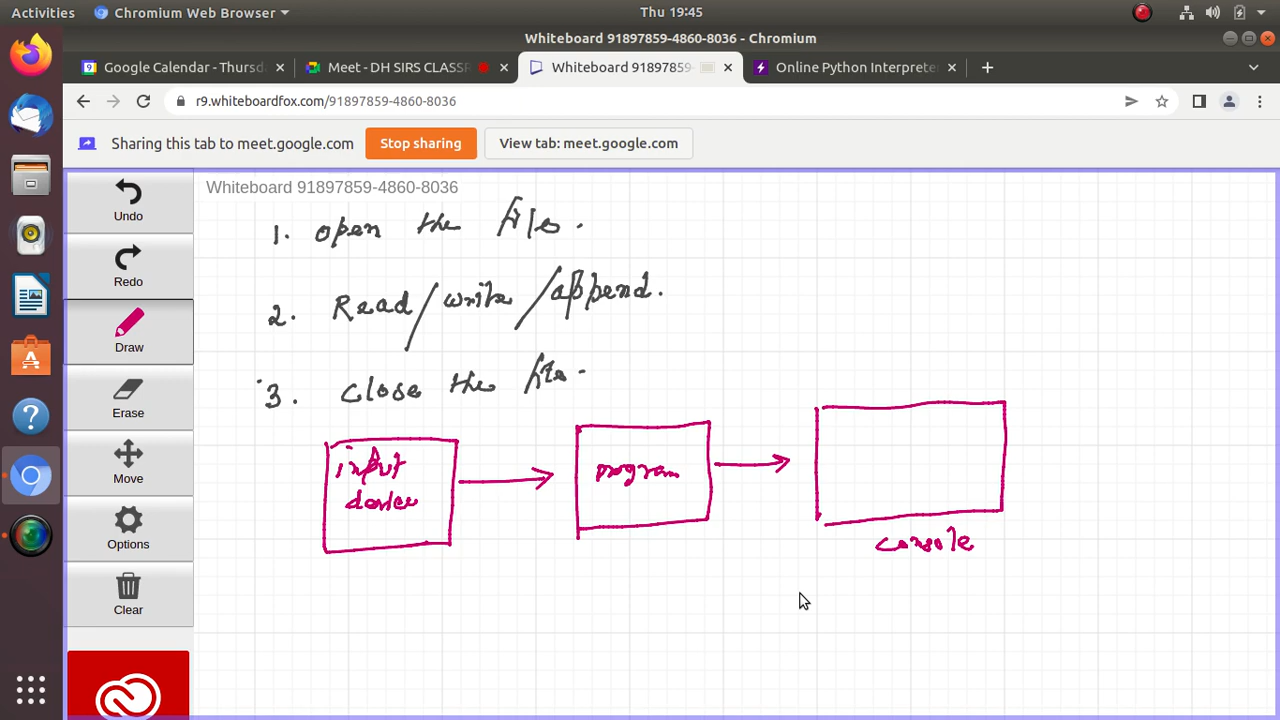 Activities Chromium Web Browser Thu 19:45
Whiteboard 91897859-4860-8036 - Chromium
Google Calendar - Thursd Meet - DH SIRS CLASSR Whiteboard 91897859- Online Python Interprete
r9.whiteboardfox.com/91897859-4860-8036
Sharing this tab to meet.google.com Stop sharing View tab: meet.google.com
Whiteboard 91897859-4860-8036
Undo
Redo
Draw
Erase
Move
Options
Clear
1. open the files.
2. Read/write/append.
3. close the file.
input
device
program
console